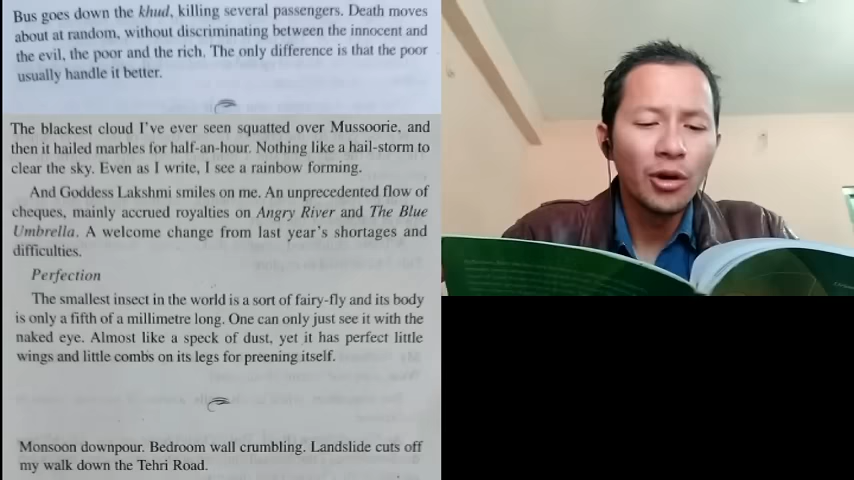 Bus goes down the khud, killing several passengers. Death moves
about at random, without discriminating between the innocent and
the evil, the poor and the rich. The only difference is that the poor
usually handle it better.
The blackest cloud I've ever seen squatted over Mussoorie, and
then it hailed marbles for half-an-hour. Nothing like a hail-storm to
clear the sky. Even as I write, I see a rainbow forming.
And Goddess Lakshmi smiles on me. An unprecedented flow of
cheques, mainly accrued royalties on Angry River and The Blue
Umbrella. A welcome change from last year's shortages and
difficulties.
Perfection
The smallest insect in the world is a sort of fairy-fly and its body
is only a fifth of a millimetre long. One can only just see it with the
naked eye. Almost like a speck of dust, yet it has perfect little
wings and little combs on its legs for preening itself.
Monsoon downpour. Bedroom wall crumbling. Landslide cuts off
my walk down the Tehri Road.